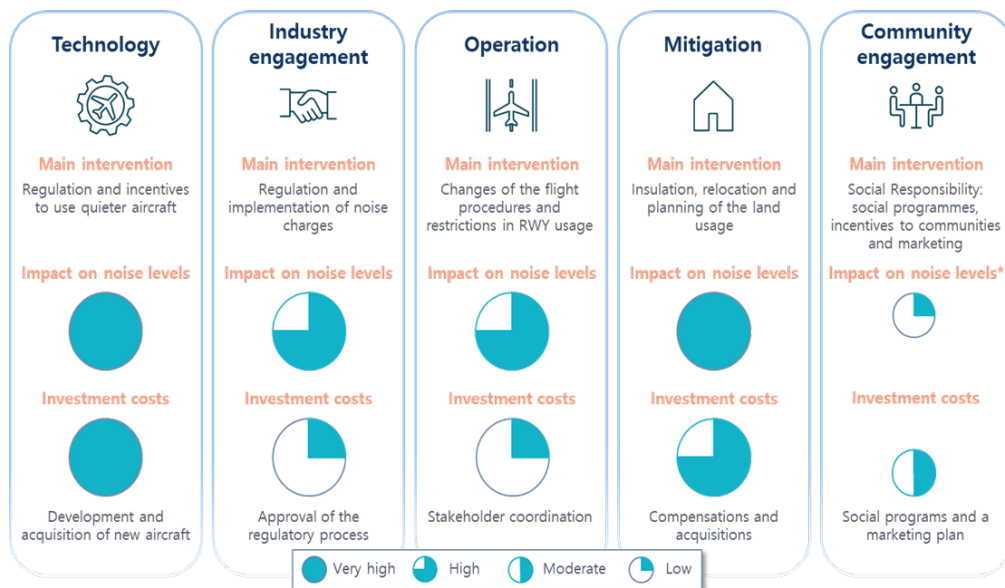 Technology
Main intervention
Regulation and incentives
to use quieter aircraft
Impact on noise levels
Investment costs
Development and
acquisition of new aircraft
Industry
engagement
Main intervention
Regulation and
implementation of noise
charges
Impact on noise levels
Investment costs
Approval of the
regulatory process
Operation
Main intervention
Changes of the flight
procedures and
restrictions in RWY usage
Impact on noise levels
Investment costs
Stakeholder coordination
Mitigation
Main intervention
Insulation, relocation and
planning of the land
usage
Impact on noise levels
Investment costs
Compensations and
acquisitions
Community
engagement
Main intervention
Social Responsibility:
social programmes,
incentives to communities
and marketing
Impact on noise levels*
Investment costs
Social programs and a
marketing plan
Very high
High
Moderate
Low